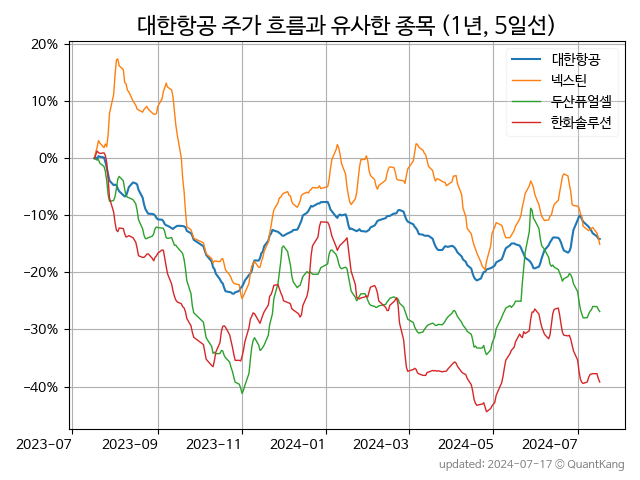 대한항공 주가 흐름과 유사한 종목 (1년, 5일선)
대한항공
넥스틴
두산퓨얼셀
한화솔루션
20%
10%
0%
−10%
−20%
−30%
−40%
2023-07
2023-09
2023-11
2024-01
2024-03
2024-05
2024-07
updated: 2024-07-17 © QuantKang